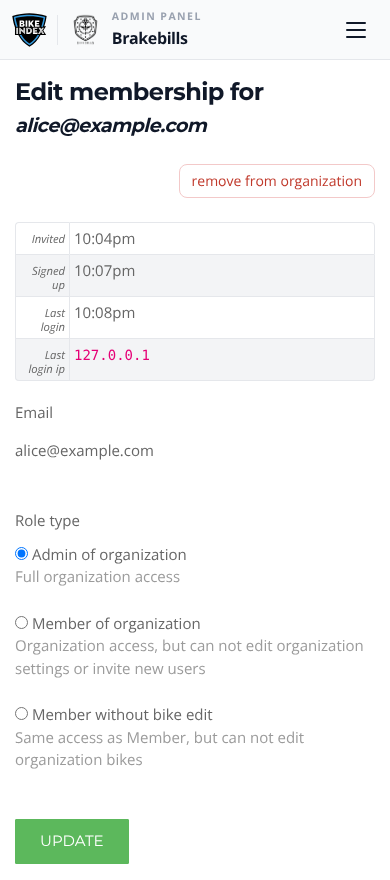 BIKE
INDEX
ADMIN PANEL
Brakebills
Edit membership for
alice@example.com
remove from organization
Invited 10:04pm
Signed up 10:07pm
Last login 10:08pm
Last login ip 127.0.0.1
Email
alice@example.com
Role type
Admin of organization
Full organization access
Member of organization
Organization access, but can not edit organization
settings or invite new users
Member without bike edit
Same access as Member, but can not edit
organization bikes
UPDATE